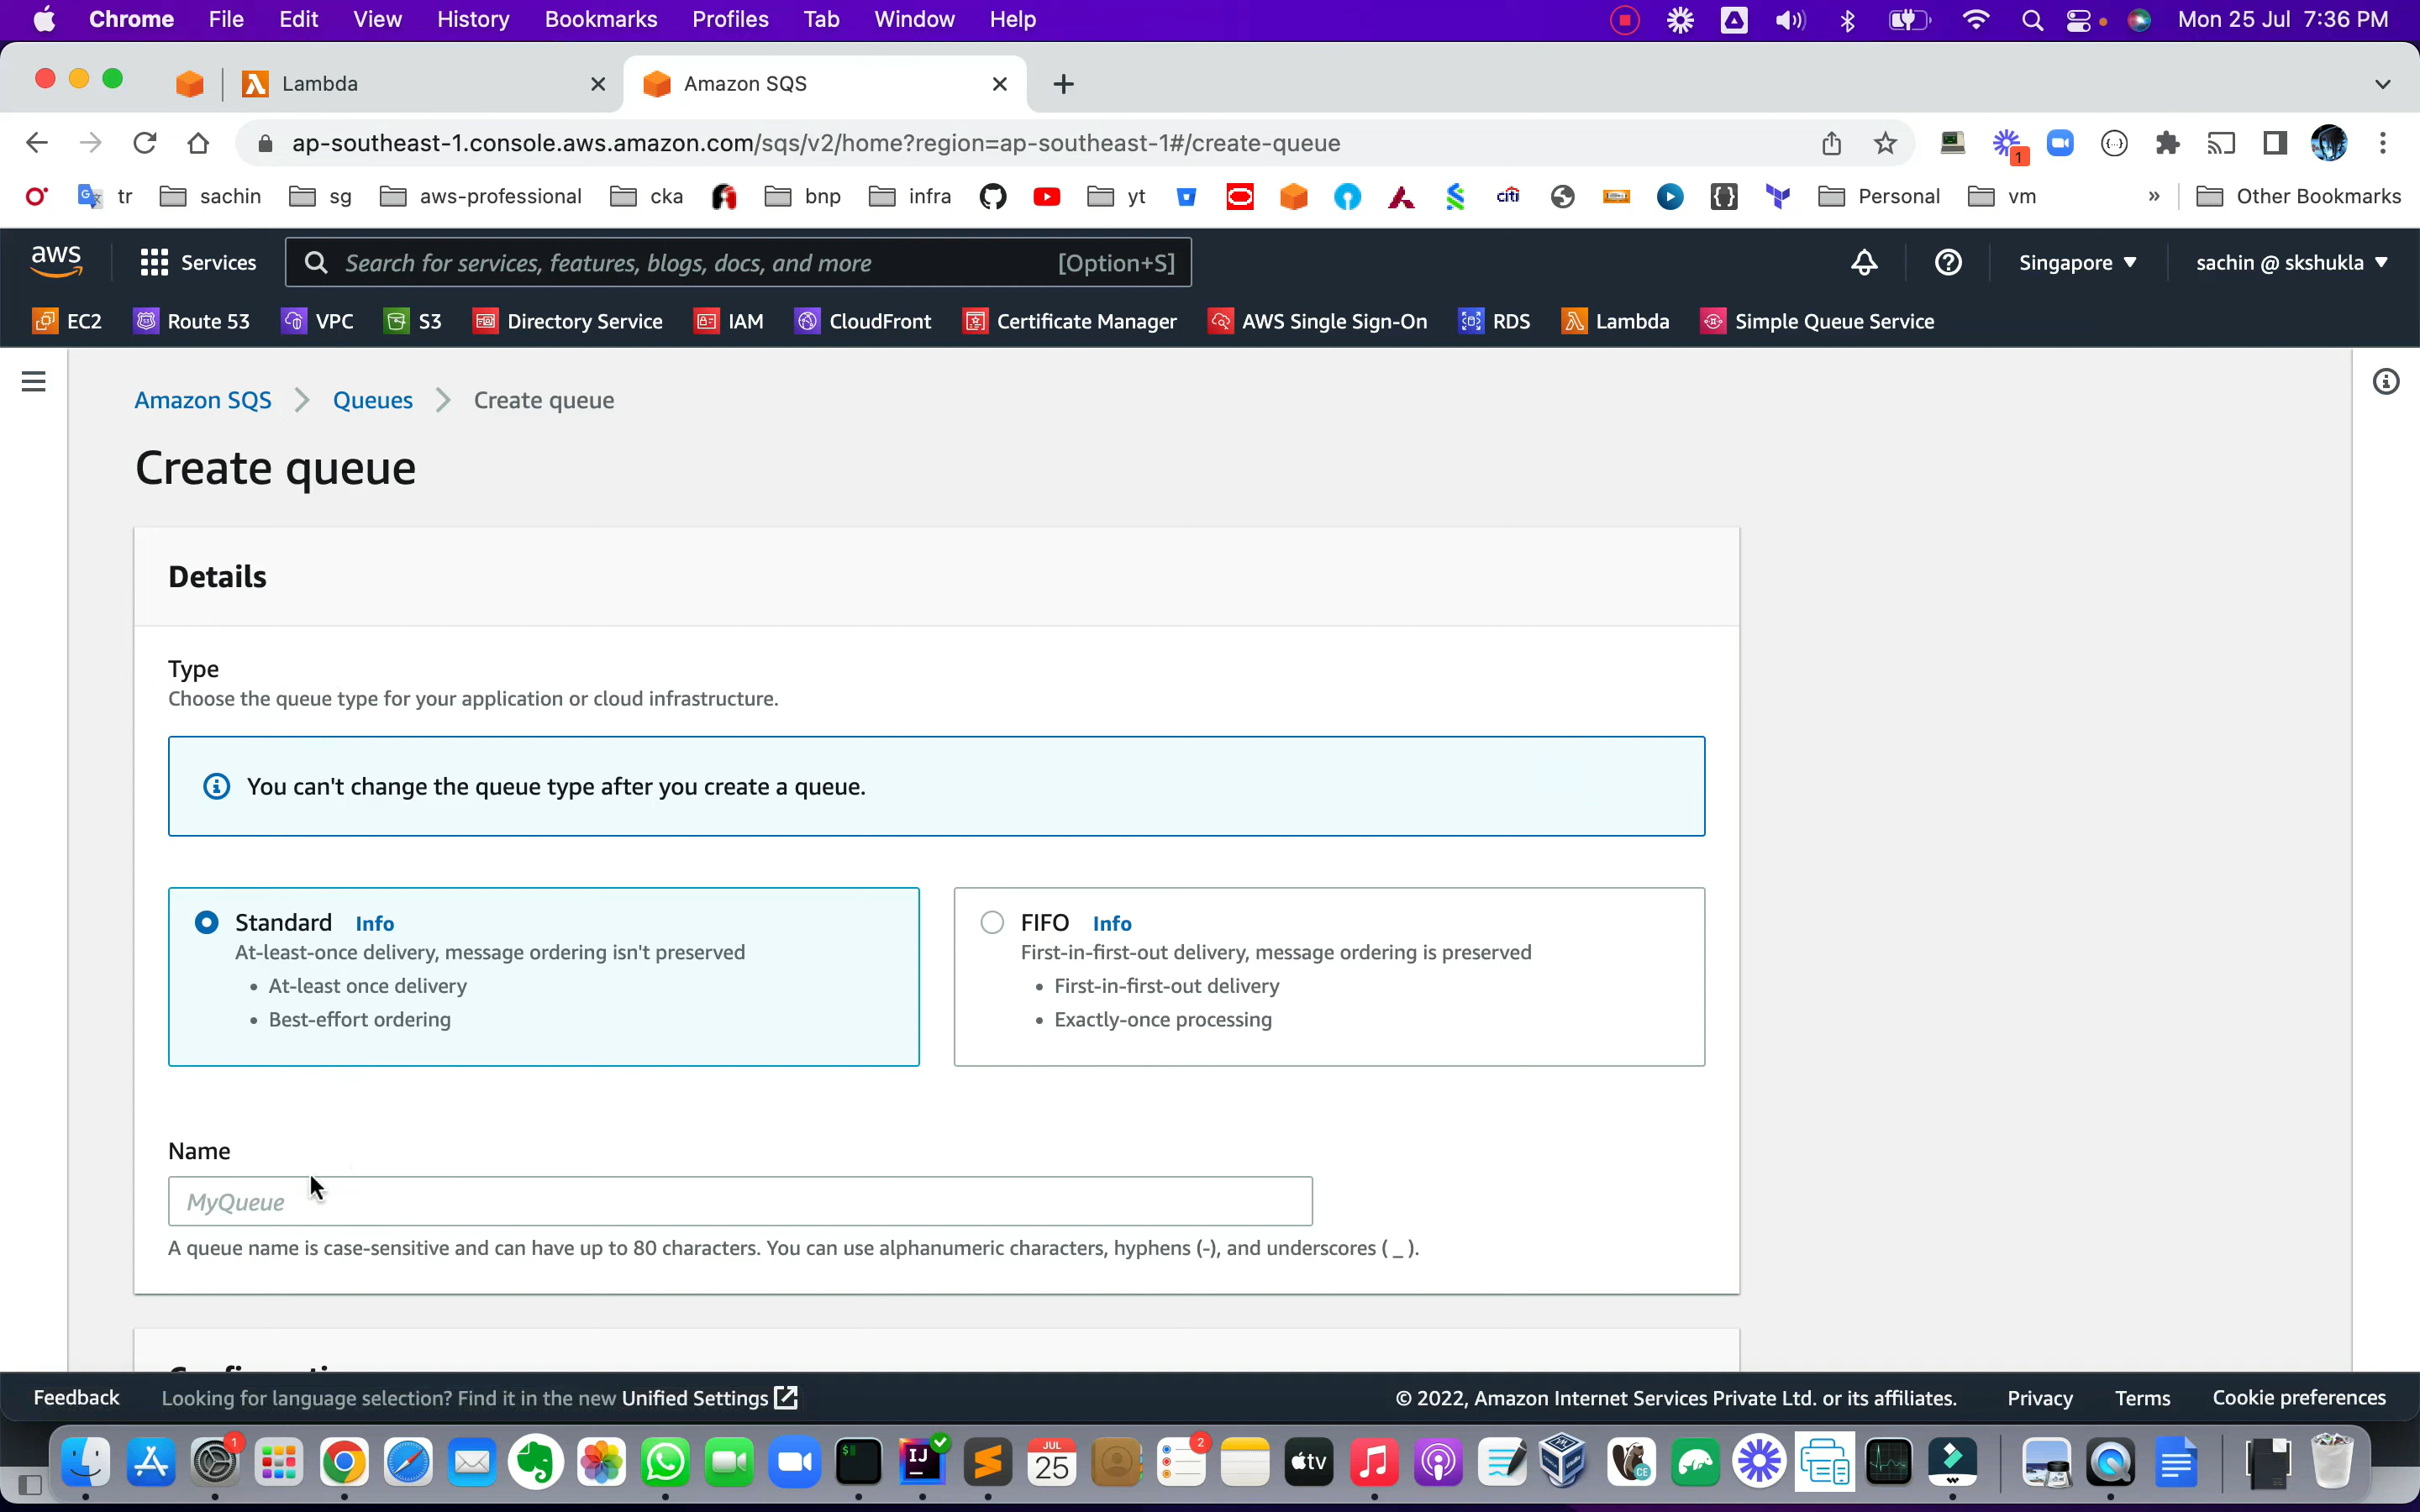 Chrome File Edit View History Bookmarks Profiles Tab Window Help Mon 25 Jul 7:36 PM
Lambda Amazon SQS
ap-southeast-1.console.aws.amazon.com/sqs/v2/home?region=ap-southeast-1#/create-queue 1
tr sachin sg aws-professional cka bnp infra yt citi Personal vm » Other Bookmarks
aws Services Search for services, features, blogs, docs, and more [Option+S] Singapore sachin @ skshukla
EC2 Route 53 VPC S3 Directory Service IAM CloudFront Certificate Manager AWS Single Sign-On RDS Lambda Simple Queue Service
Amazon SQS Queues Create queue
Create queue
Details
Type
Choose the queue type for your application or cloud infrastructure.
You can't change the queue type after you create a queue.
Standard Info
At-least-once delivery, message ordering isn't preserved
• At-least once delivery
• Best-effort ordering
FIFO Info
First-in-first-out delivery, message ordering is preserved
• First-in-first-out delivery
• Exactly-once processing
Name
MyQueue
A queue name is case-sensitive and can have up to 80 characters. You can use alphanumeric characters, hyphens (-), and underscores ( _ ).
Feedback Looking for language selection? Find it in the new Unified Settings © 2022, Amazon Internet Services Private Ltd. or its affiliates. Privacy Terms Cookie preferences
1 $ IJ JUL 25 2 tv CE